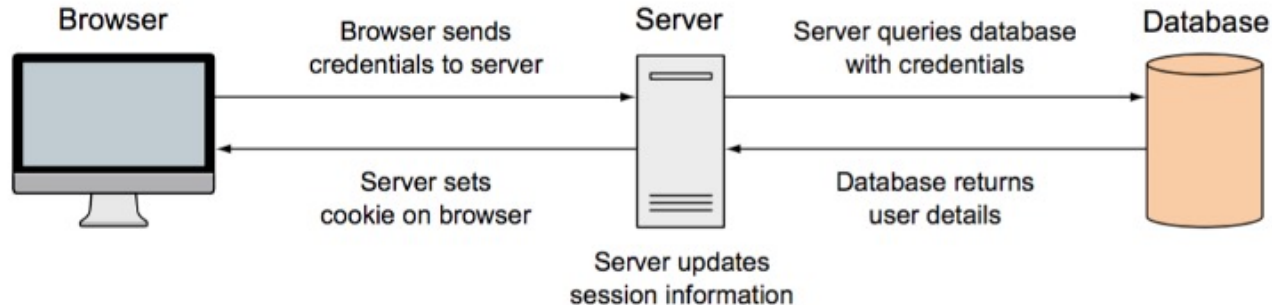 Browser
Server
Database
Browser sends
credentials to server
Server queries database
with credentials
Server sets
cookie on browser
Database returns
user details
Server updates
session information